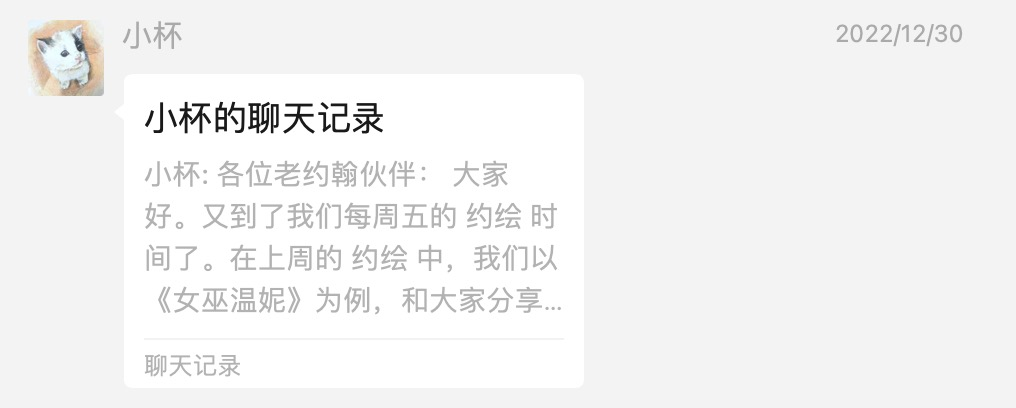 小杯
2022/12/30
小杯的聊天记录
小杯: 各位老约翰伙伴： 大家
好。又到了我们每周五的 约绘 时
间了。在上周的 约绘 中，我们以
《女巫温妮》为例，和大家分享...
聊天记录